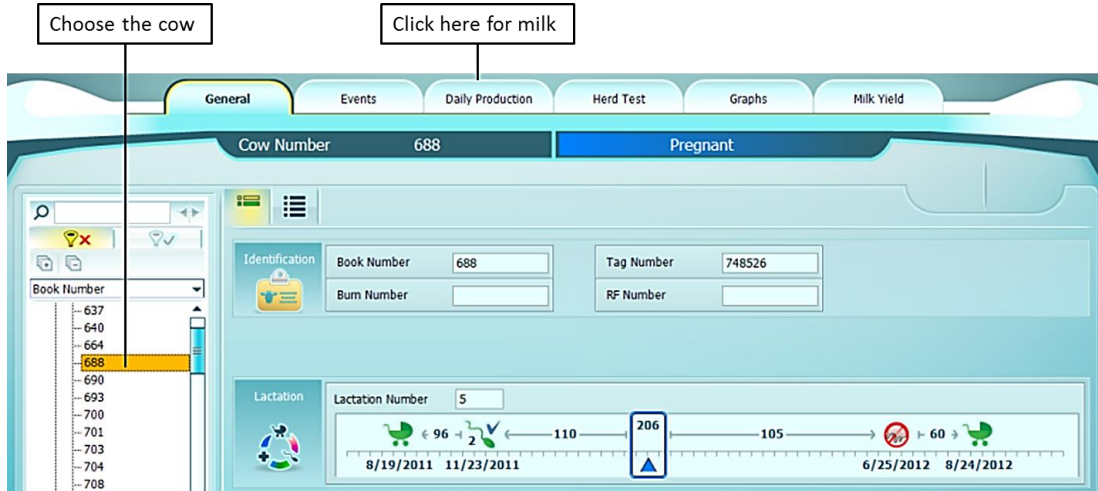 Choose the cow
Click here for milk
General Events Daily Production Herd Test Graphs Milk Yield
Cow Number 688 Pregnant
Identification
Book Number 688 Tag Number 748526
Burn Number RF Number
Book Number
637
640
664
688
690
693
700
701
703
704
708
Lactation
Lactation Number 5
96 2 110 206 105 60
8/19/2011 11/23/2011 6/25/2012 8/24/2012